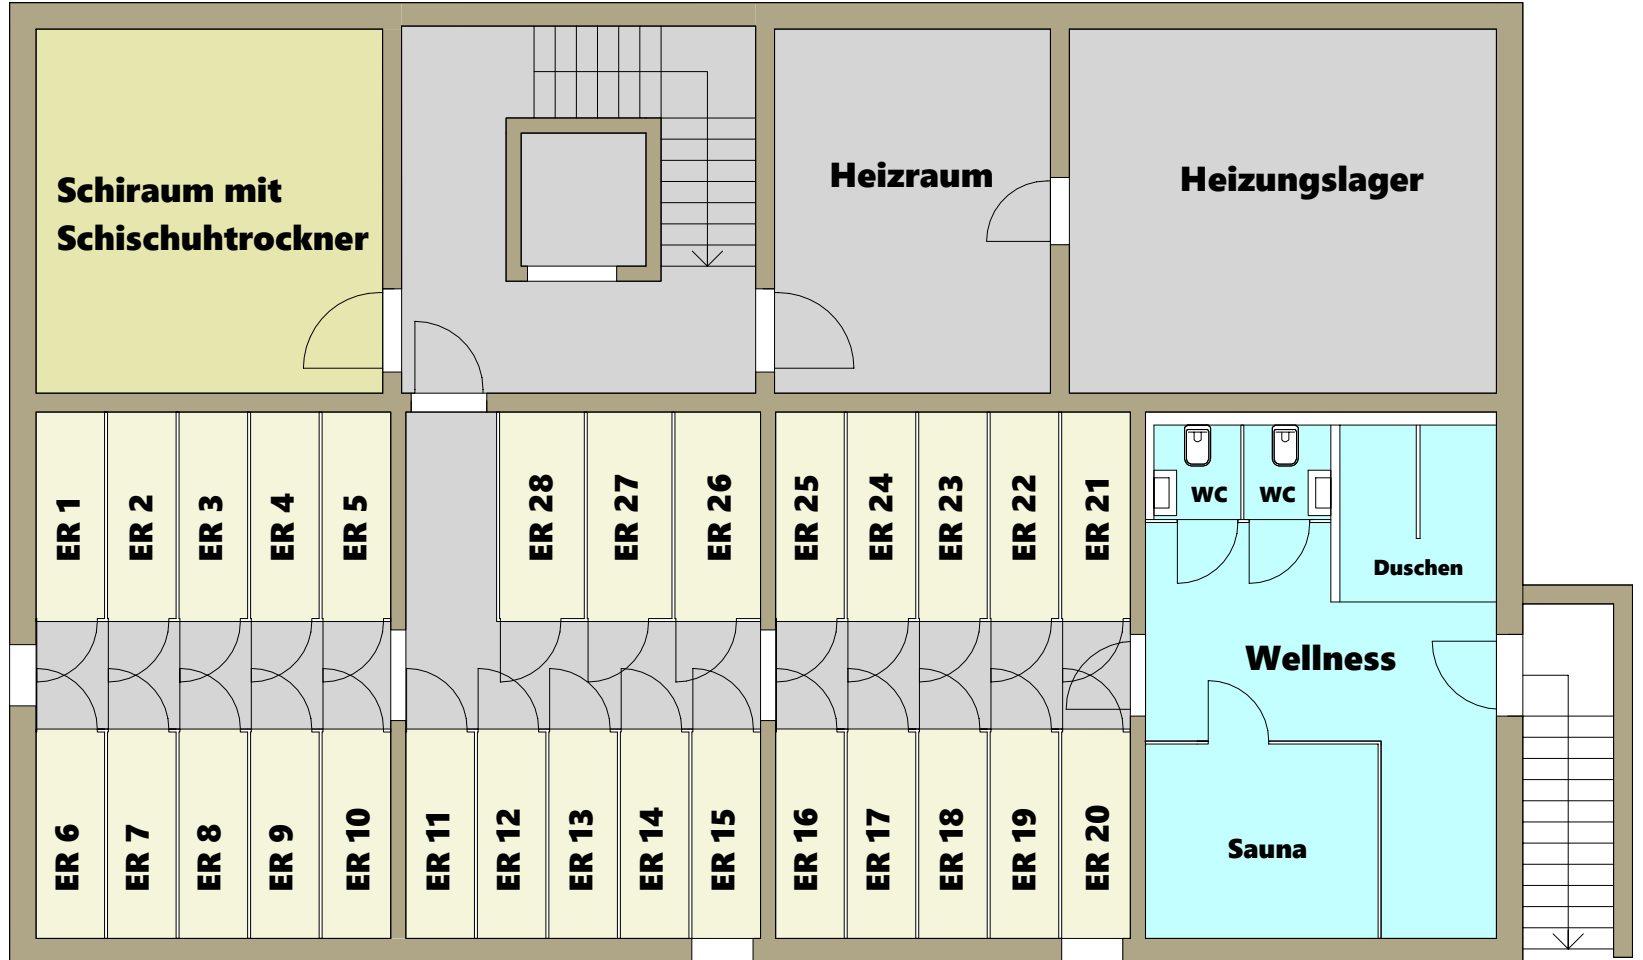 Schiraum mit
Schischuhtrockner
Heizraum
Heizungslager
ER 1
ER 2
ER 3
ER 4
ER 5
ER 28
ER 27
ER 26
ER 25
ER 24
ER 23
ER 22
ER 21
WC
WC
Duschen
Wellness
ER 6
ER 7
ER 8
ER 9
ER 10
ER 11
ER 12
ER 13
ER 14
ER 15
ER 16
ER 17
ER 18
ER 19
ER 20
Sauna